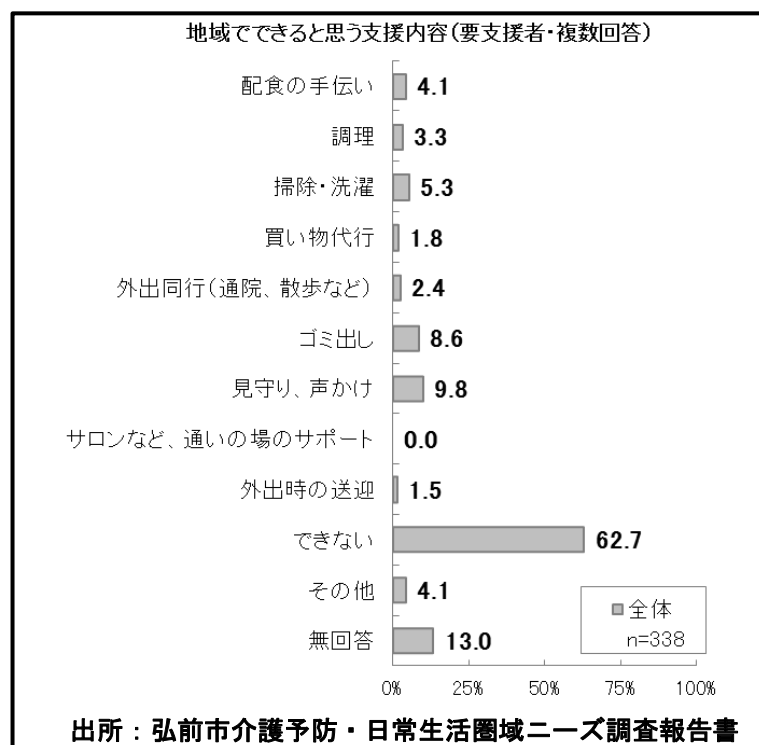 地域でできると思う支援内容(要支援者・複数回答)
配食の手伝い 4.1
調理 3.3
掃除・洗濯 5.3
買い物代行 1.8
外出同行(通院、散歩など) 2.4
ゴミ出し 8.6
見守り、声かけ 9.8
サロンなど、通いの場のサポート 0.0
外出時の送迎 1.5
できない 62.7
その他 4.1
無回答 13.0
全体
n=338
0% 25% 50% 75% 100%
出所：弘前市介護予防・日常生活圏域ニーズ調査報告書